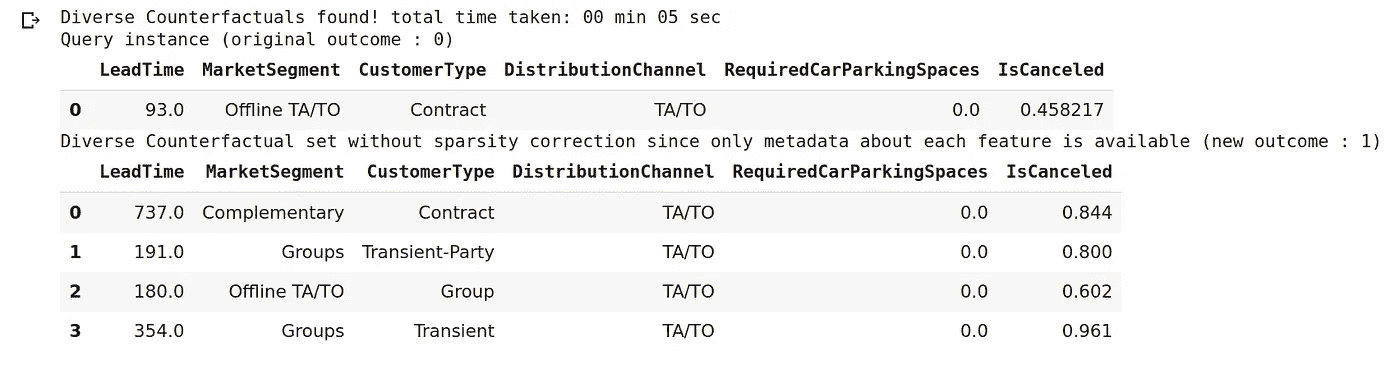 Diverse Counterfactuals found! total time taken: 00 min 05 sec
Query instance (original outcome : 0)
LeadTime MarketSegment CustomerType DistributionChannel RequiredCarParkingSpaces IsCanceled
0 93.0 Offline TA/TO Contract TA/TO 0.0 0.458217
Diverse Counterfactual set without sparsity correction since only metadata about each feature is available (new outcome : 1)
LeadTime MarketSegment CustomerType DistributionChannel RequiredCarParkingSpaces IsCanceled
0 737.0 Complementary Contract TA/TO 0.0 0.844
1 191.0 Groups Transient-Party TA/TO 0.0 0.800
2 180.0 Offline TA/TO Group TA/TO 0.0 0.602
3 354.0 Groups Transient TA/TO 0.0 0.961